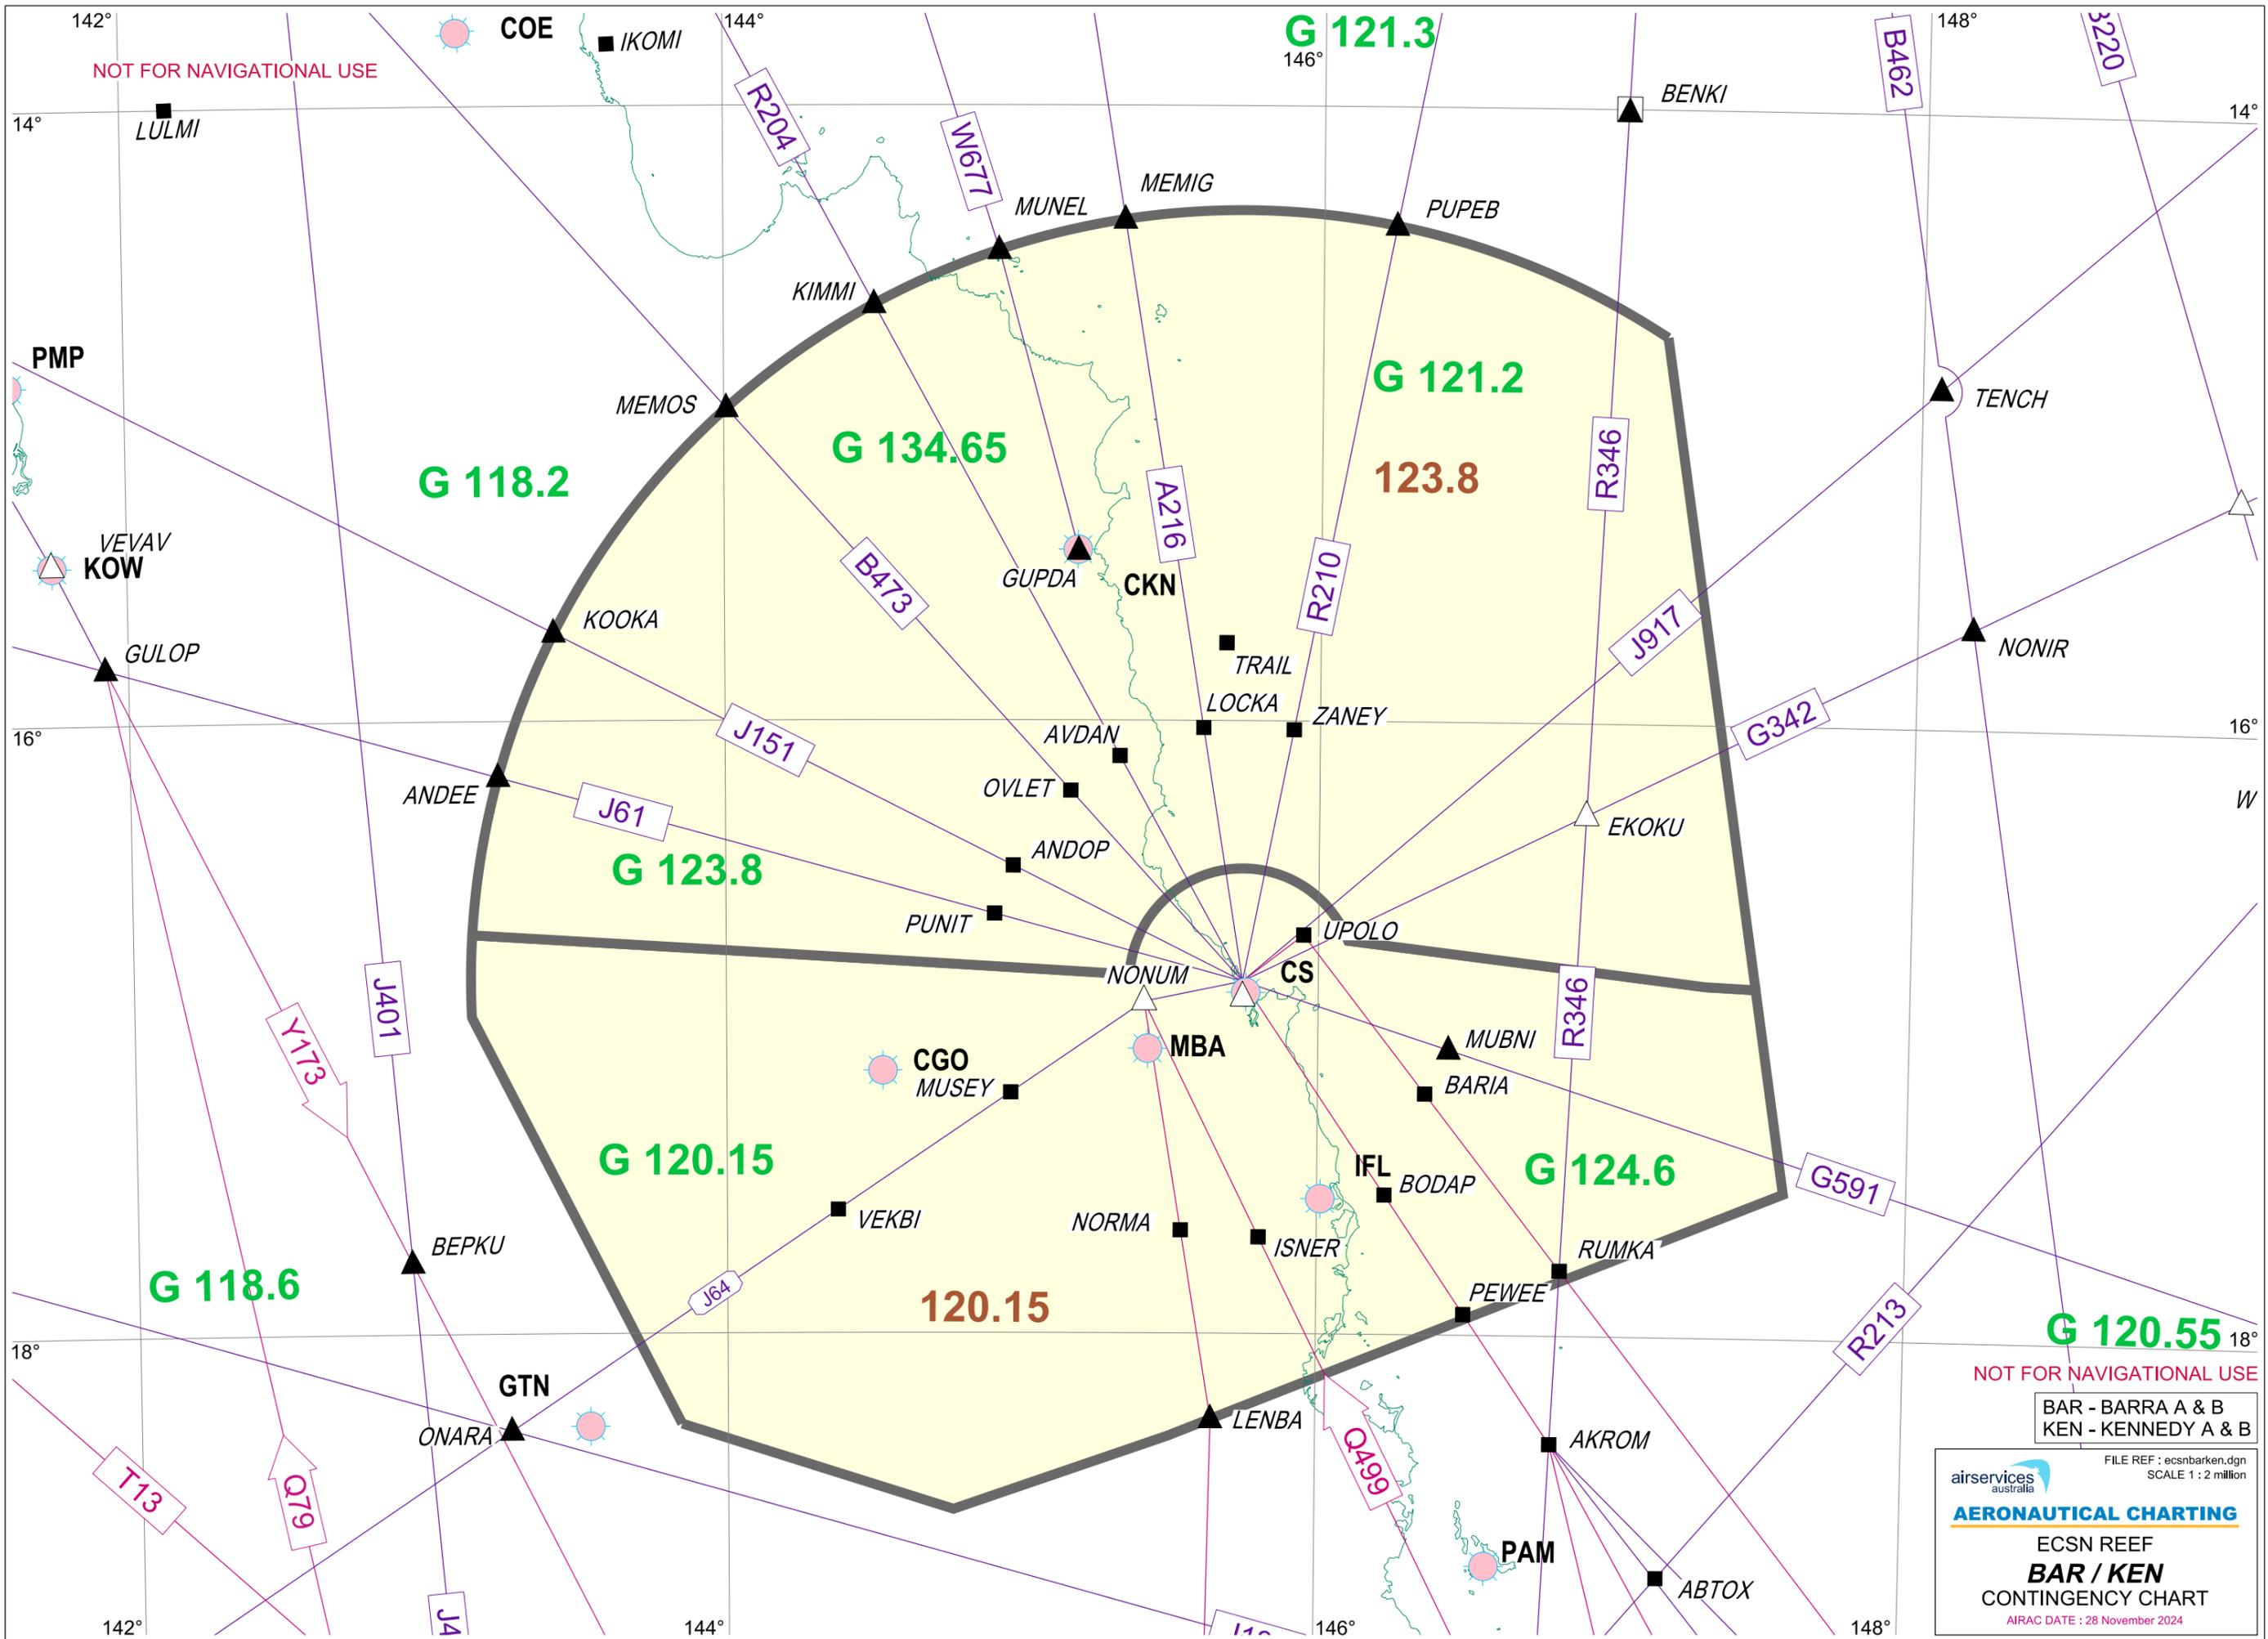 142°
COE
IKOMI
144°
G 121.3
146°
B462
148°
B220
NOT FOR NAVIGATIONAL USE
R204
W677
BENKI
14°
LULMI
14°
MEMIG
MUNEL
PUPEB
KIMMI
PMP
MEMOS
G 121.2
TENCH
G 134.65
G 118.2
123.8
R346
A216
VEVAV
KOW
B473
GUPDA
CKN
R210
KOOKA
J917
GULOP
TRAIL
NONIR
LOCKA
ZANEY
16°
J151
AVDAN
G342
16°
ANDEE
OVLET
W
J61
EKOKU
ANDOP
G 123.8
PUNIT
UPOLO
NONUM
CS
J401
R346
Y173
CGO
MBA
MUBNI
MUSEY
BARIA
G 120.15
IFL
BODAP
G 124.6
G591
VEKBI
NORMA
ISNER
BEPKU
RUMKA
G 118.6
J64
120.15
PEWEE
R213
G 120.55
18°
18°
NOT FOR NAVIGATIONAL USE
GTN
BAR - BARRA A & B
KEN - KENNEDY A & B
ONARA
LENBA
AKROM
T13
Q79
Q499
FILE REF : ecsnbarken.dgn
SCALE 1 : 2 million
airservices
australia
AERONAUTICAL CHARTING
ECSN REEF
BAR / KEN
CONTINGENCY CHART
AIRAC DATE : 28 November 2024
PAM
ABTOX
J4
142°
144°
146°
148°